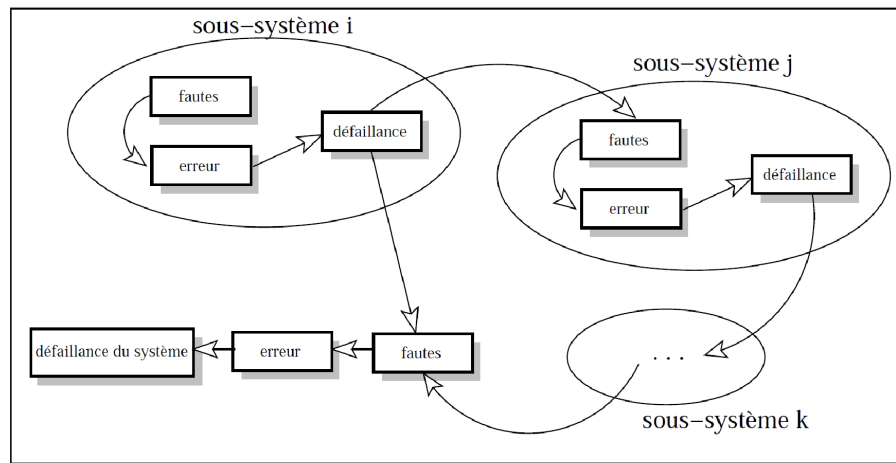 sous-système i
sous-système j
fautes
défaillance
fautes
erreur
défaillance
erreur
défaillance du système
erreur
fautes
. . .
sous-système k